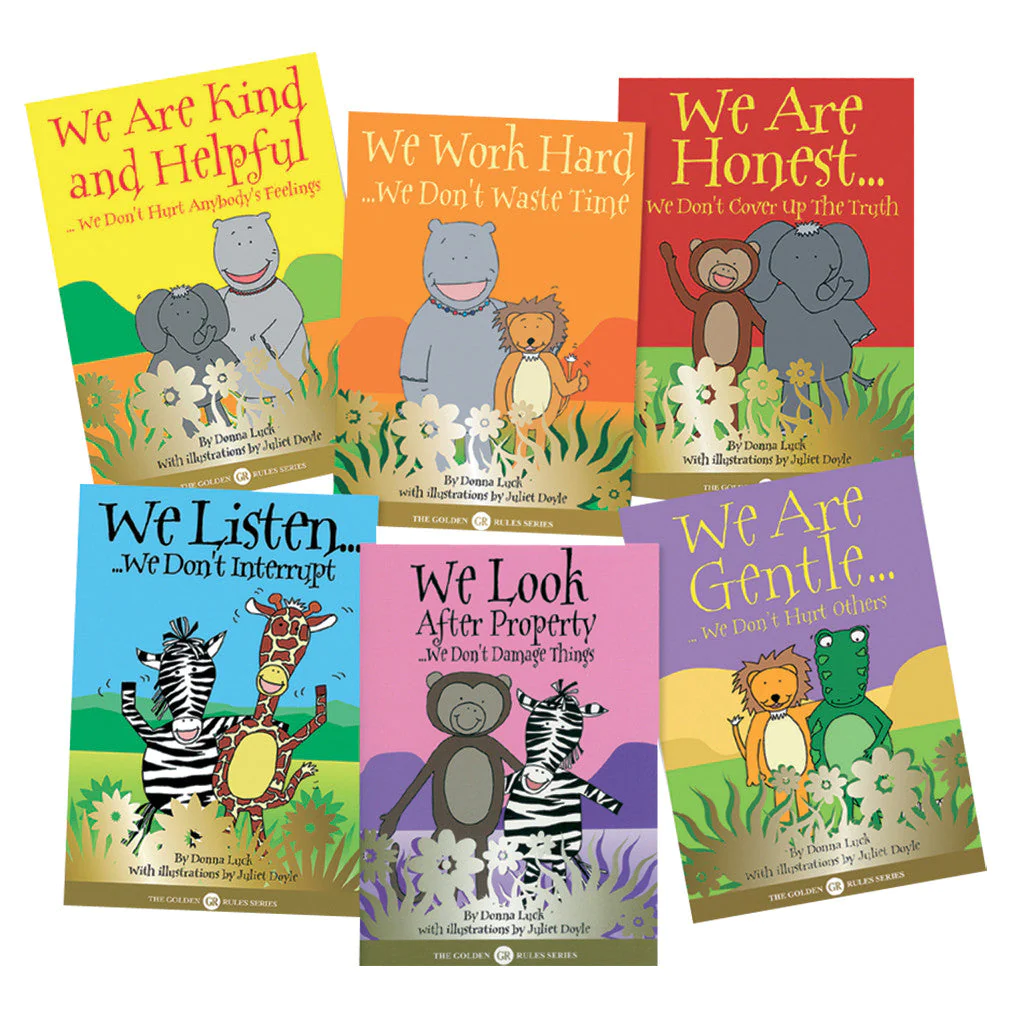 We Are Kind
and Helpful
... We Don't Hurt Anybody's Feelings
By Donna Luck
With illustrations by Juliet Doyle
THE GOLDEN GR RULES SERIES
We Work Hard
...We Don't Waste Time
By Donna Luck
with illustrations by Juliet Doyle
THE GOLDEN GR RULES SERIES
We Are
Honest...
We Don't Cover Up The Truth
By Donna Luck
With illustrations by Juliet Doyle
THE GOLDEN GR RULES SERIES
We Listen...
...We Don't Interrupt
By Donna Luck
With illustrations by Juliet Doyle
THE GOLDEN GR RULES SERIES
We Look
After Property
...We Don't Damage Things
By Donna Luck
with illustrations by Juliet Doyle
THE GOLDEN GR RULES SERIES
We Are
Gentle...
... We Don't Hurt Others
By Donna Luck
With illustrations by Juliet Doyle
THE GOLDEN GR RULES SERIES